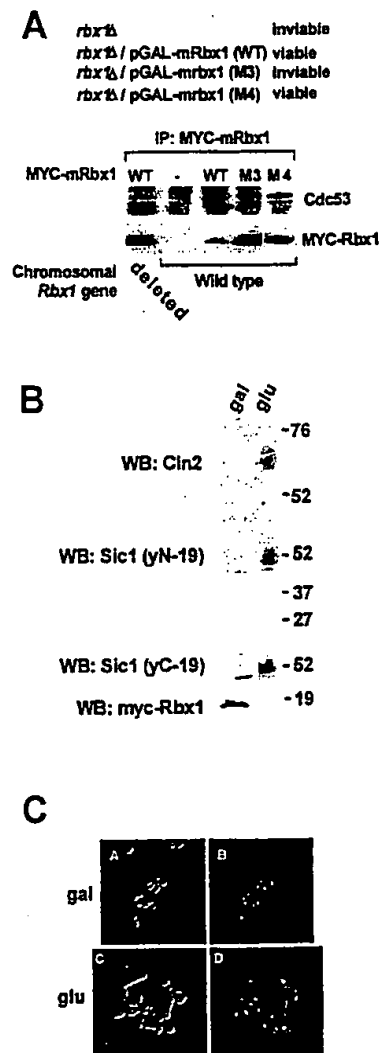 A
rbx1Δ inviable
rbx1Δ / pGAL-mRbx1 (WT) viable
rbx1Δ / pGAL-mrbx1 (M3) inviable
rbx1Δ / pGAL-mrbx1 (M4) viable
IP: MYC-mRbx1
MYC-mRbx1 WT - WT M3 M4
Cdc53
MYC-Rbx1
Chromosomal Rbx1 gene
deleted
Wild type
B
gal glu
-76
WB: Cln2
-52
WB: Sic1 (yN-19) -52
-37
-27
WB: Sic1 (yC-19) -52
WB: myc-Rbx1 -19
C
gal
A B
glu
C D